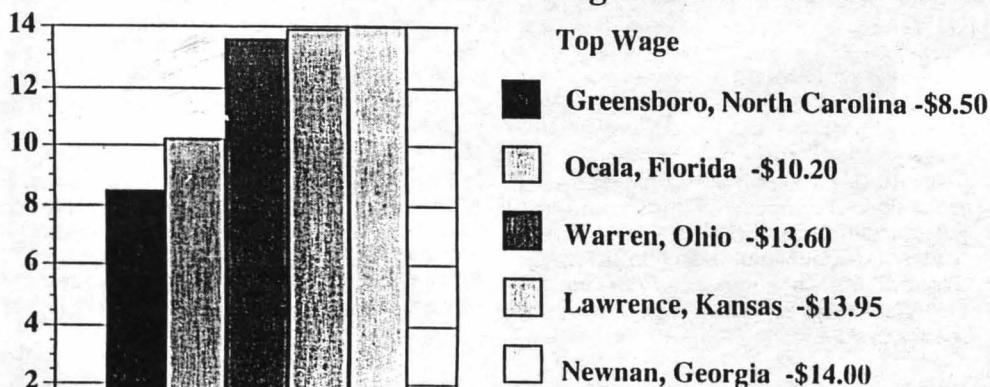 14
12
10
8
6
4
2
Top Wage
Greensboro, North Carolina -$8.50
Ocala, Florida -$10.20
Warren, Ohio -$13.60
Lawrence, Kansas -$13.95
Newnan, Georgia -$14.00